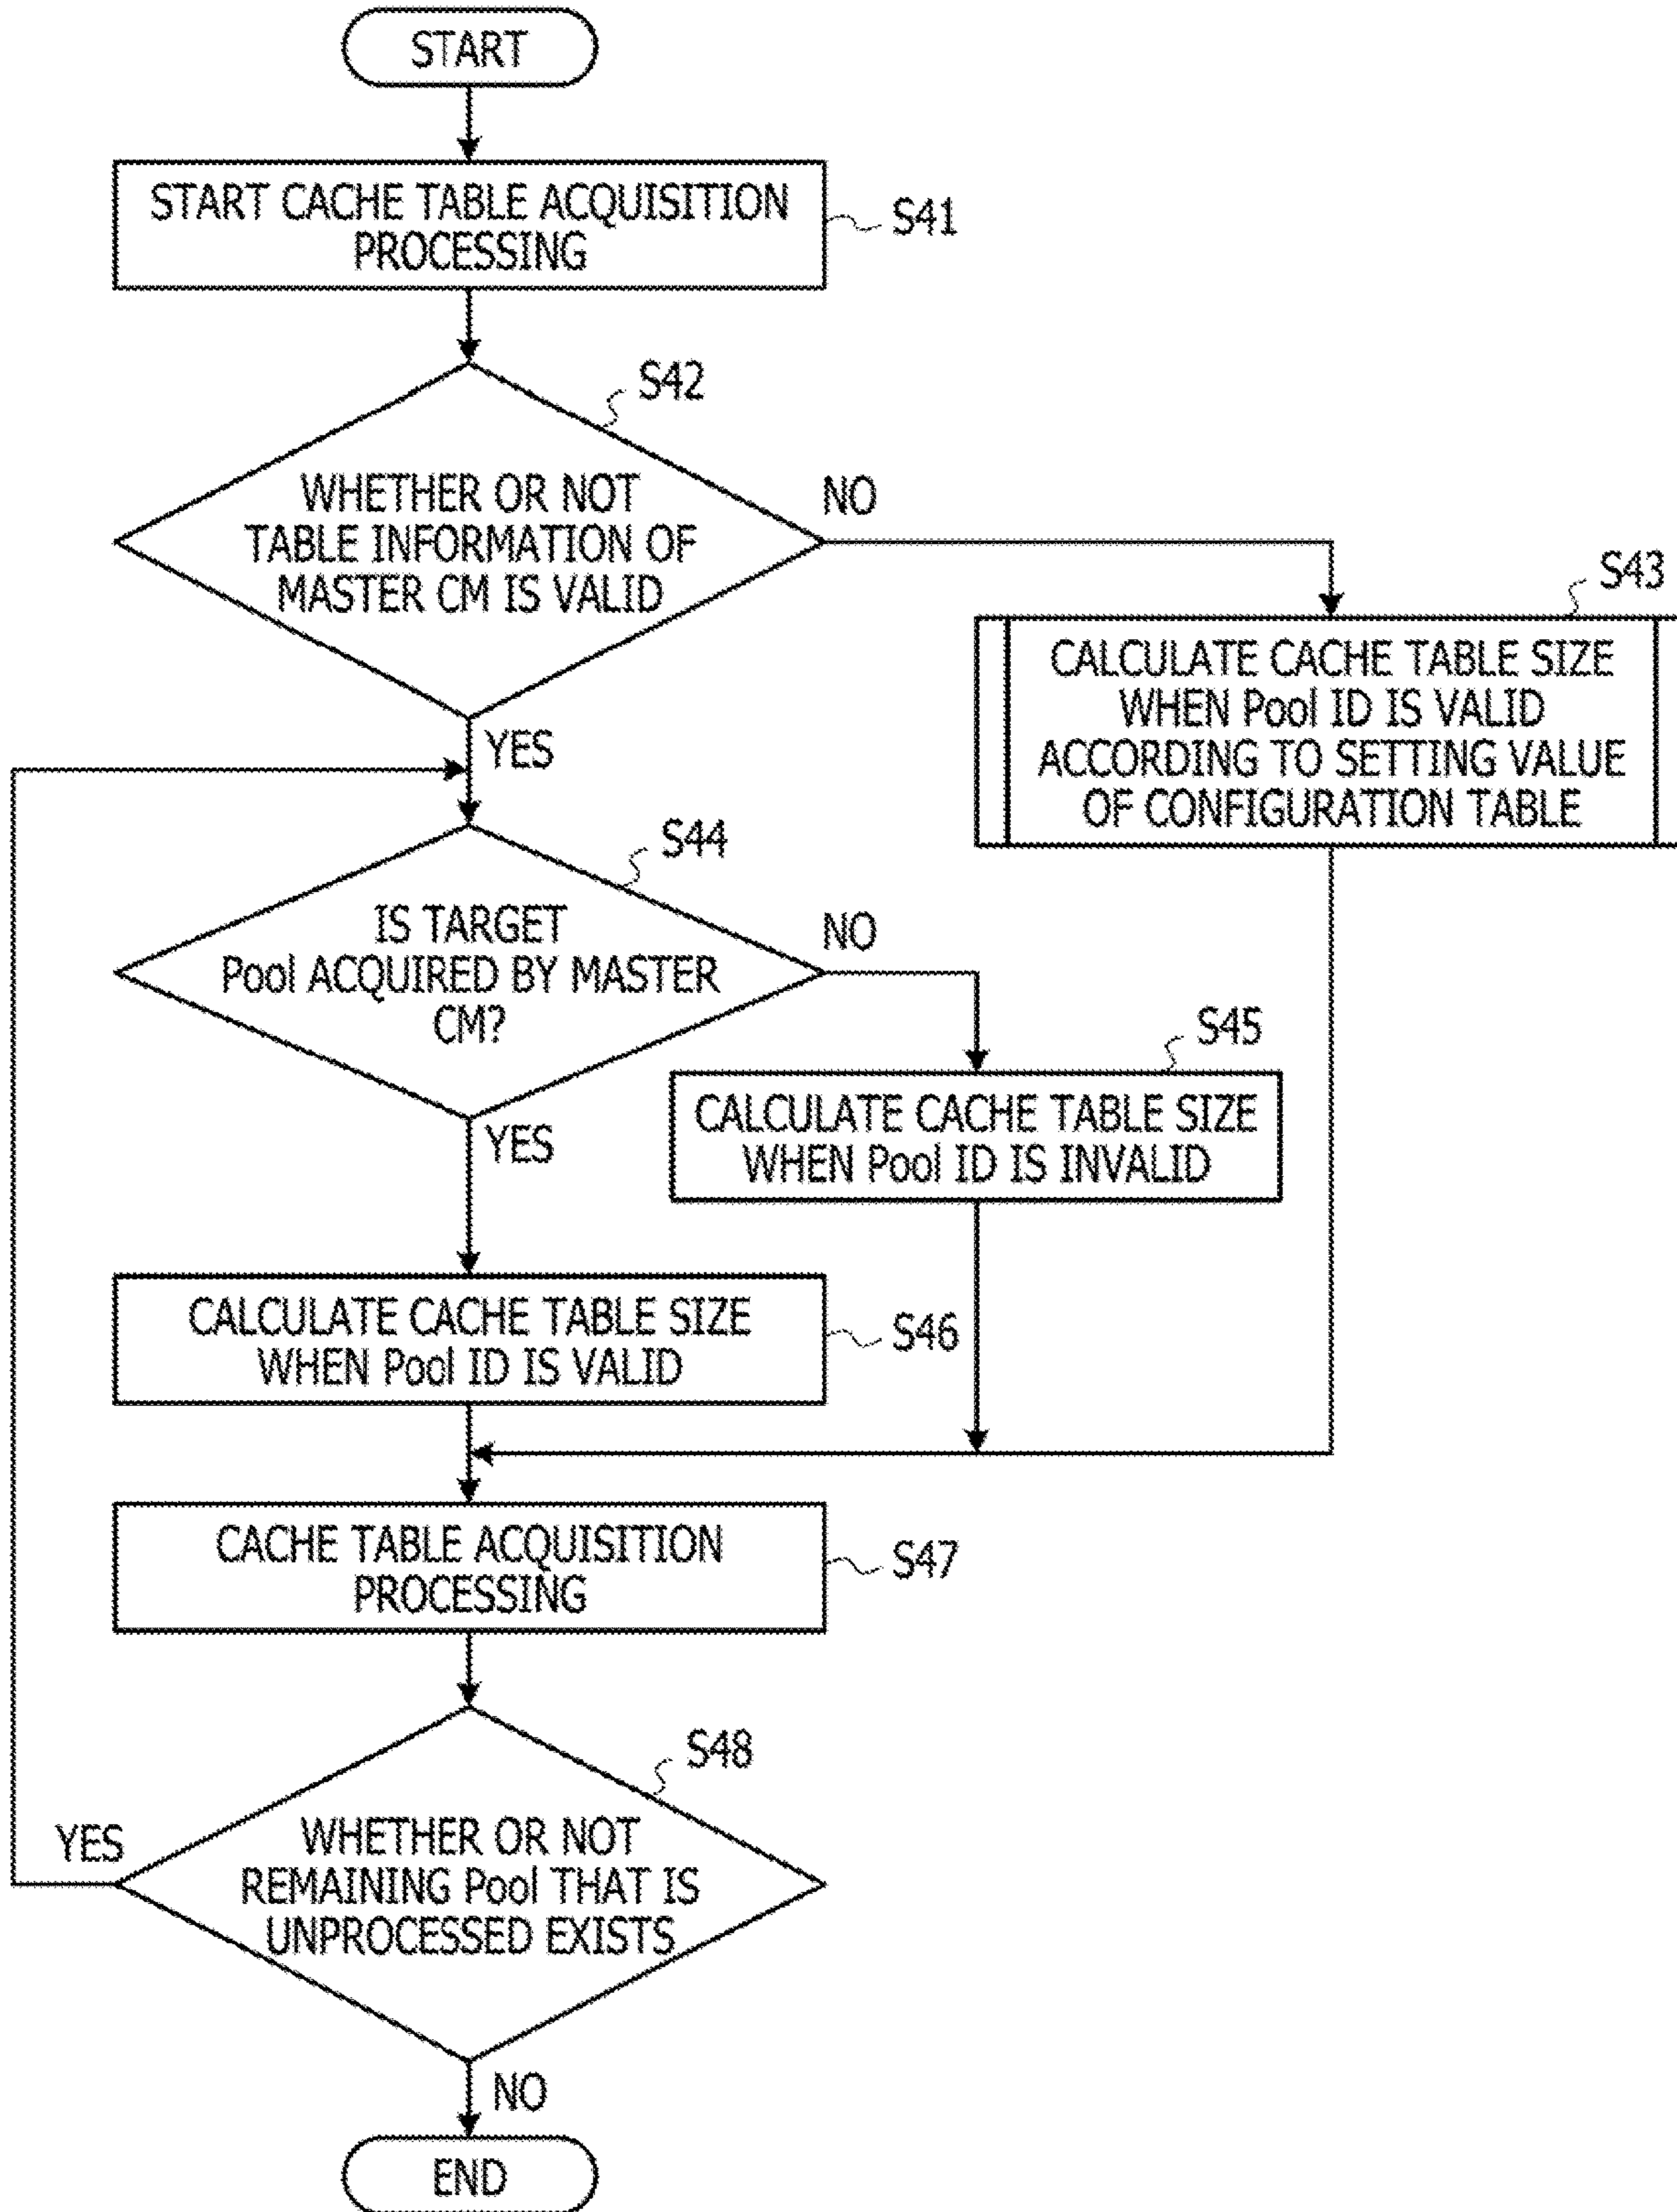 START
START CACHE TABLE ACQUISITION
PROCESSING
S41
S42
WHETHER OR NOT
TABLE INFORMATION OF
MASTER CM IS VALID
NO
YES
S43
CALCULATE CACHE TABLE SIZE
WHEN Pool ID IS VALID
ACCORDING TO SETTING VALUE
OF CONFIGURATION TABLE
S44
IS TARGET
Pool ACQUIRED BY MASTER
CM?
NO
YES
S45
CALCULATE CACHE TABLE SIZE
WHEN Pool ID IS INVALID
CALCULATE CACHE TABLE SIZE
WHEN Pool ID IS VALID
S46
CACHE TABLE ACQUISITION
PROCESSING
S47
S48
WHETHER OR NOT
REMAINING Pool THAT IS
UNPROCESSED EXISTS
YES
NO
END